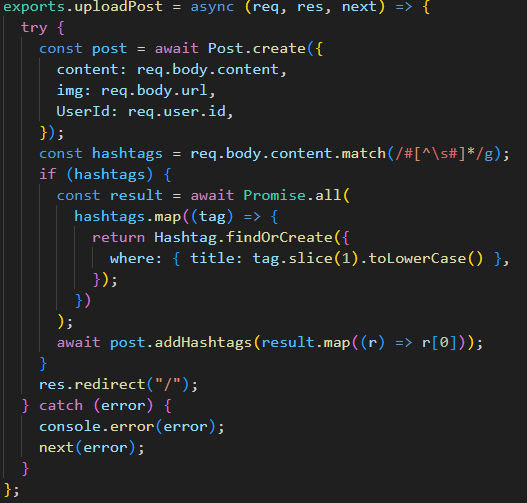 exports.uploadPost = async (req, res, next) => {
  try {
    const post = await Post.create({
      content: req.body.content,
      img: req.body.url,
      UserId: req.user.id,
    });
    const hashtags = req.body.content.match(/#[^\s#]*/g);
    if (hashtags) {
      const result = await Promise.all(
        hashtags.map((tag) => {
          return Hashtag.findOrCreate({
            where: { title: tag.slice(1).toLowerCase() },
          });
        })
      );
      await post.addHashtags(result.map((r) => r[0]));
    }
    res.redirect("/");
  } catch (error) {
    console.error(error);
    next(error);
  }
};